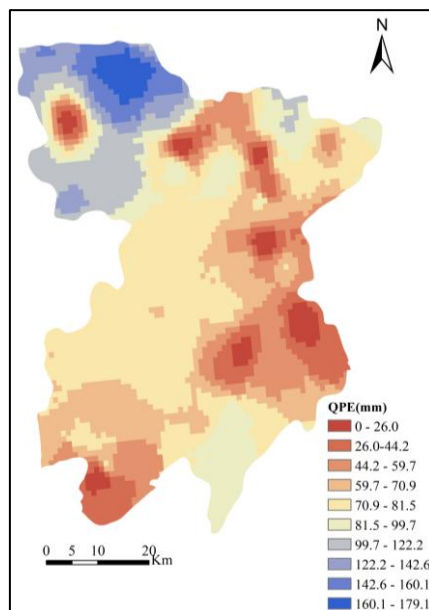 N
QPE(mm)
0 - 26.0
26.0-44.2
44.2 - 59.7
59.7 - 70.9
70.9 - 81.5
81.5 - 99.7
99.7 - 122.2
122.2 - 142.6
142.6 - 160.1
160.1 - 179.1
0 5 10 20
Km